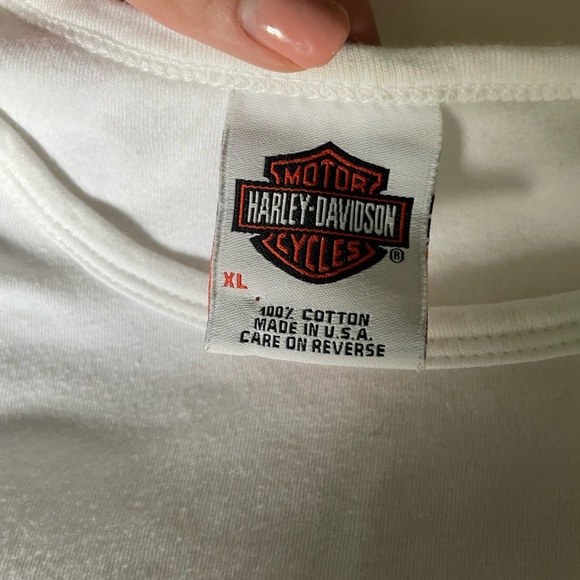 MOTOR
HARLEY-DAVIDSON
CYCLES
®
XL
100% COTTON
MADE IN U.S.A.
CARE ON REVERSE